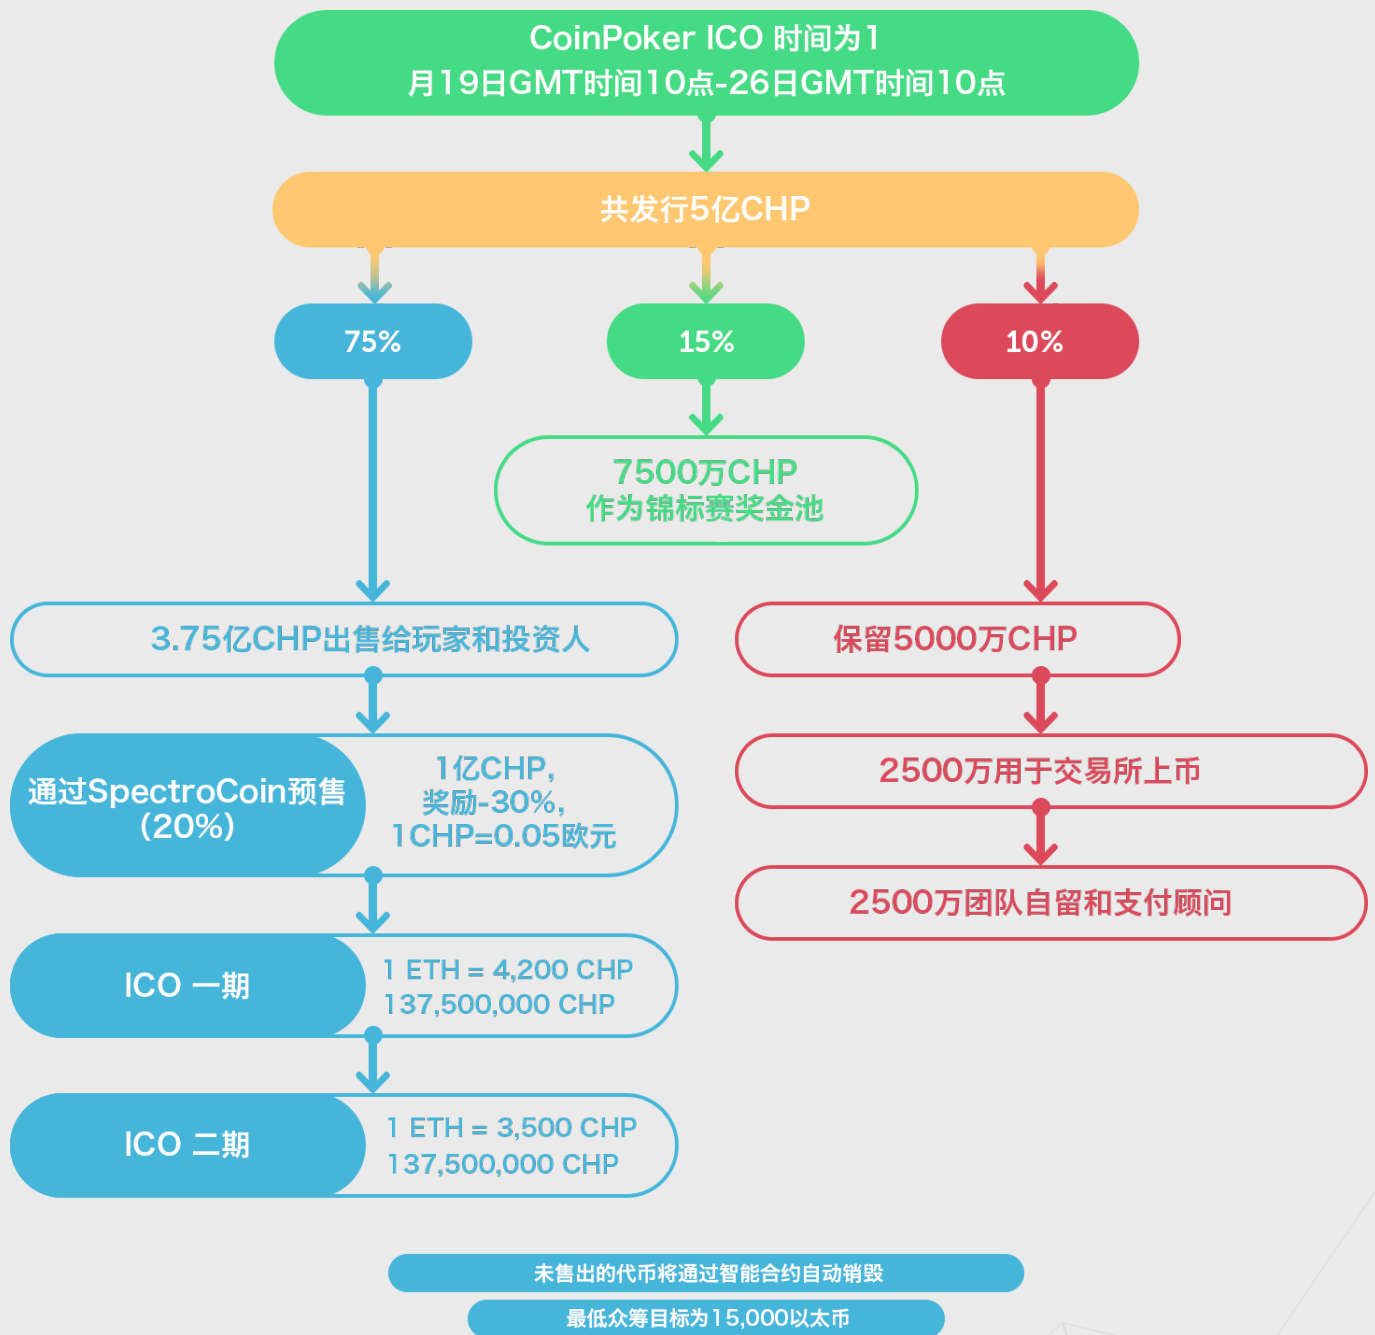 CoinPoker ICO 时间为1
月19日GMT时间10点-26日GMT时间10点
共发行5亿CHP
75%
15%
10%
7500万CHP
作为锦标赛奖金池
3.75亿CHP出售给玩家和投资人
保留5000万CHP
通过SpectroCoin预售
(20%)
1亿CHP,
奖励-30%,
1CHP=0.05欧元
2500万用于交易所上币
2500万团队自留和支付顾问
ICO 一期
1 ETH = 4,200 CHP
137,500,000 CHP
ICO 二期
1 ETH = 3,500 CHP
137,500,000 CHP
未售出的代币将通过智能合约自动销毁
最低众筹目标为15,000以太币